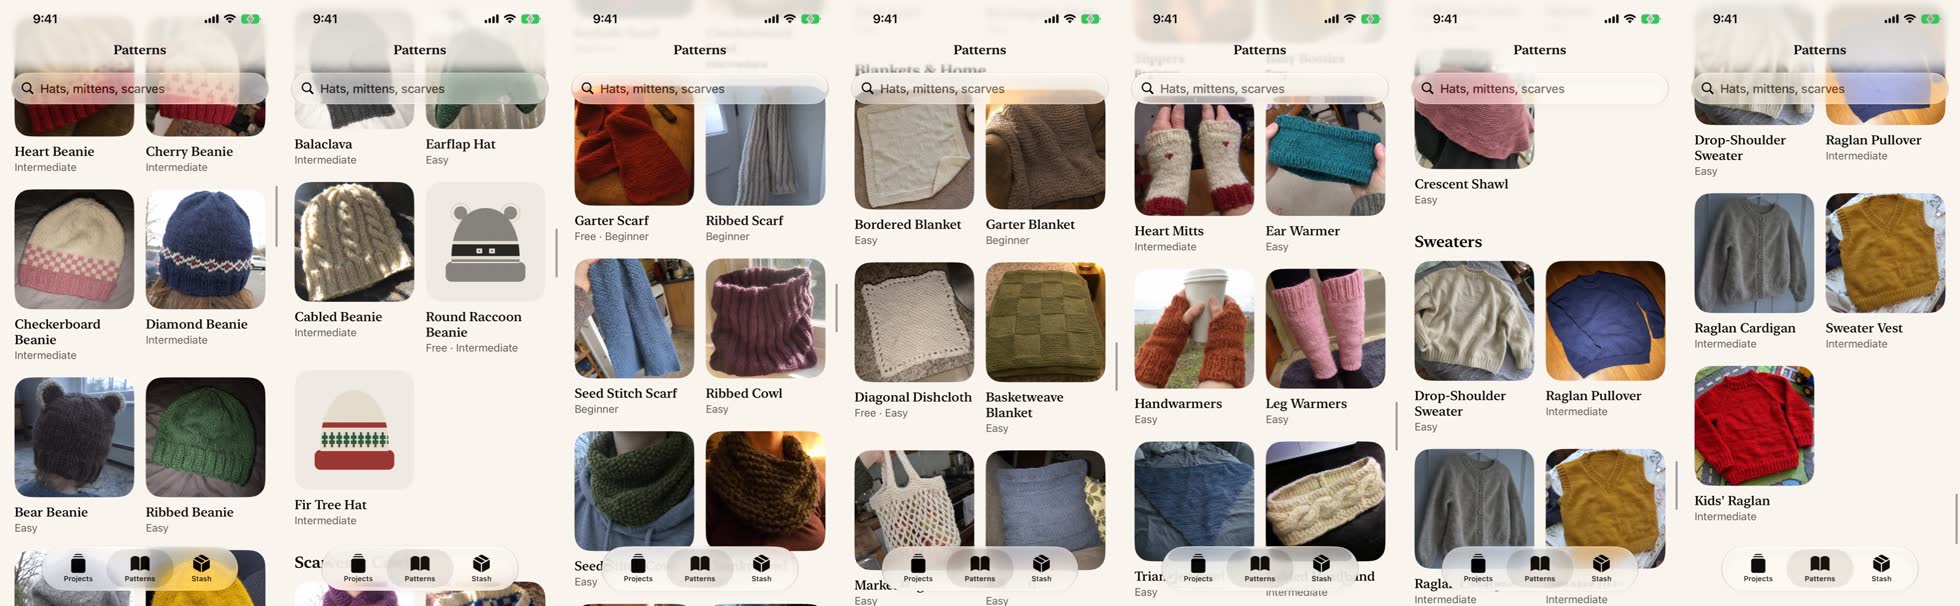 9:41
Patterns
Hats, mittens, scarves
Heart Beanie
Intermediate
Cherry Beanie
Intermediate
Checkerboard
Beanie
Intermediate
Diamond Beanie
Intermediate
Bear Beanie
Easy
Ribbed Beanie
Easy
Projects
Patterns
Stash
9:41
Patterns
Hats, mittens, scarves
Balaclava
Intermediate
Earflap Hat
Easy
Cabled Beanie
Intermediate
Round Raccoon
Beanie
Free · Intermediate
Fir Tree Hat
Intermediate
Projects
Patterns
Stash
9:41
Patterns
Hats, mittens, scarves
Garter Scarf
Free · Beginner
Ribbed Scarf
Beginner
Seed Stitch Scarf
Beginner
Ribbed Cowl
Easy
Seed
Easy
Projects
Patterns
Stash
9:41
Patterns
Blankets & Home
Hats, mittens, scarves
Bordered Blanket
Easy
Garter Blanket
Beginner
Diagonal Dishcloth
Free · Easy
Basketweave
Blanket
Easy
Easy
Easy
Projects
Patterns
Stash
9:41
Patterns
Hats, mittens, scarves
Heart Mitts
Intermediate
Ear Warmer
Easy
Handwarmers
Easy
Leg Warmers
Easy
Easy
Intermediate
Projects
Patterns
Stash
9:41
Patterns
Hats, mittens, scarves
Crescent Shawl
Easy
Sweaters
Drop-Shoulder
Sweater
Easy
Raglan Pullover
Intermediate
Intermediate
Intermediate
Projects
Patterns
Stash
9:41
Patterns
Hats, mittens, scarves
Drop-Shoulder
Sweater
Easy
Raglan Pullover
Intermediate
Raglan Cardigan
Intermediate
Sweater Vest
Intermediate
Kids' Raglan
Intermediate
Projects
Patterns
Stash